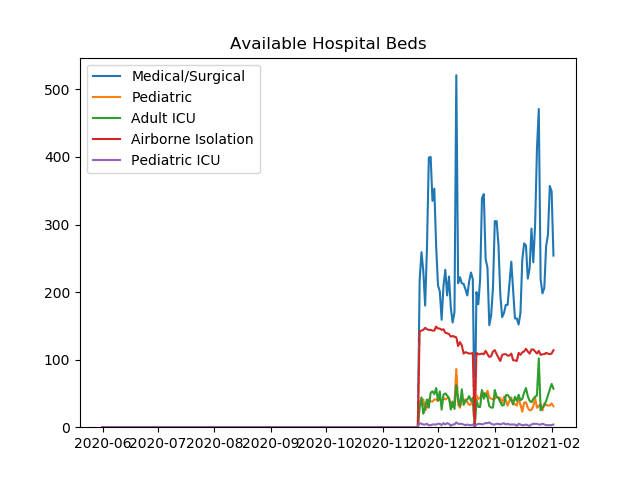 Available Hospital Beds
Medical/Surgical
Pediatric
Adult ICU
Airborne Isolation
Pediatric ICU
500
400
300
200
100
0
2020-06 2020-07 2020-08 2020-09 2020-10 2020-11 2020-12 2021-01 2021-02